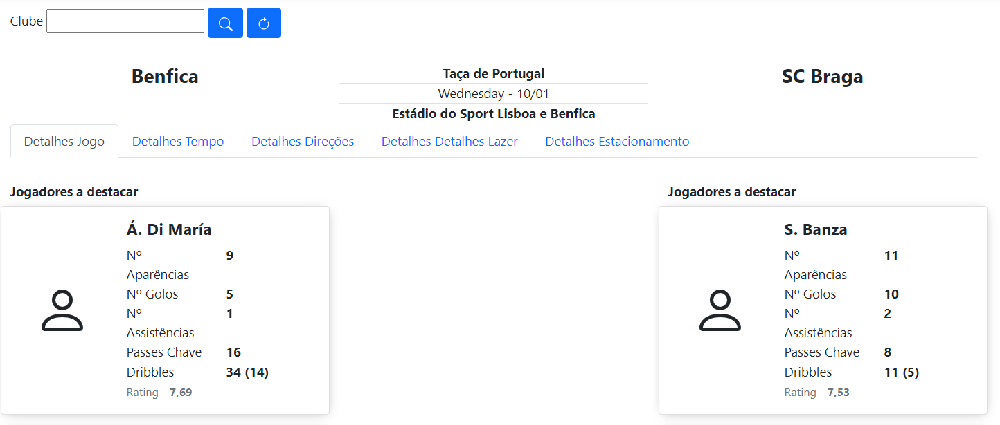 Clube
Benfica
Taça de Portugal
SC Braga
Wednesday - 10/01
Estádio do Sport Lisboa e Benfica
Detalhes Jogo Detalhes Tempo Detalhes Direções Detalhes Detalhes Lazer Detalhes Estacionamento
Jogadores a destacar
Á. Di María
Nº 9
Aparências
Nº Golos 5
Nº 1
Assistências
Passes Chave 16
Dribbles 34 (14)
Rating - 7,69
Jogadores a destacar
S. Banza
Nº 11
Aparências
Nº Golos 10
Nº 2
Assistências
Passes Chave 8
Dribbles 11 (5)
Rating - 7,53